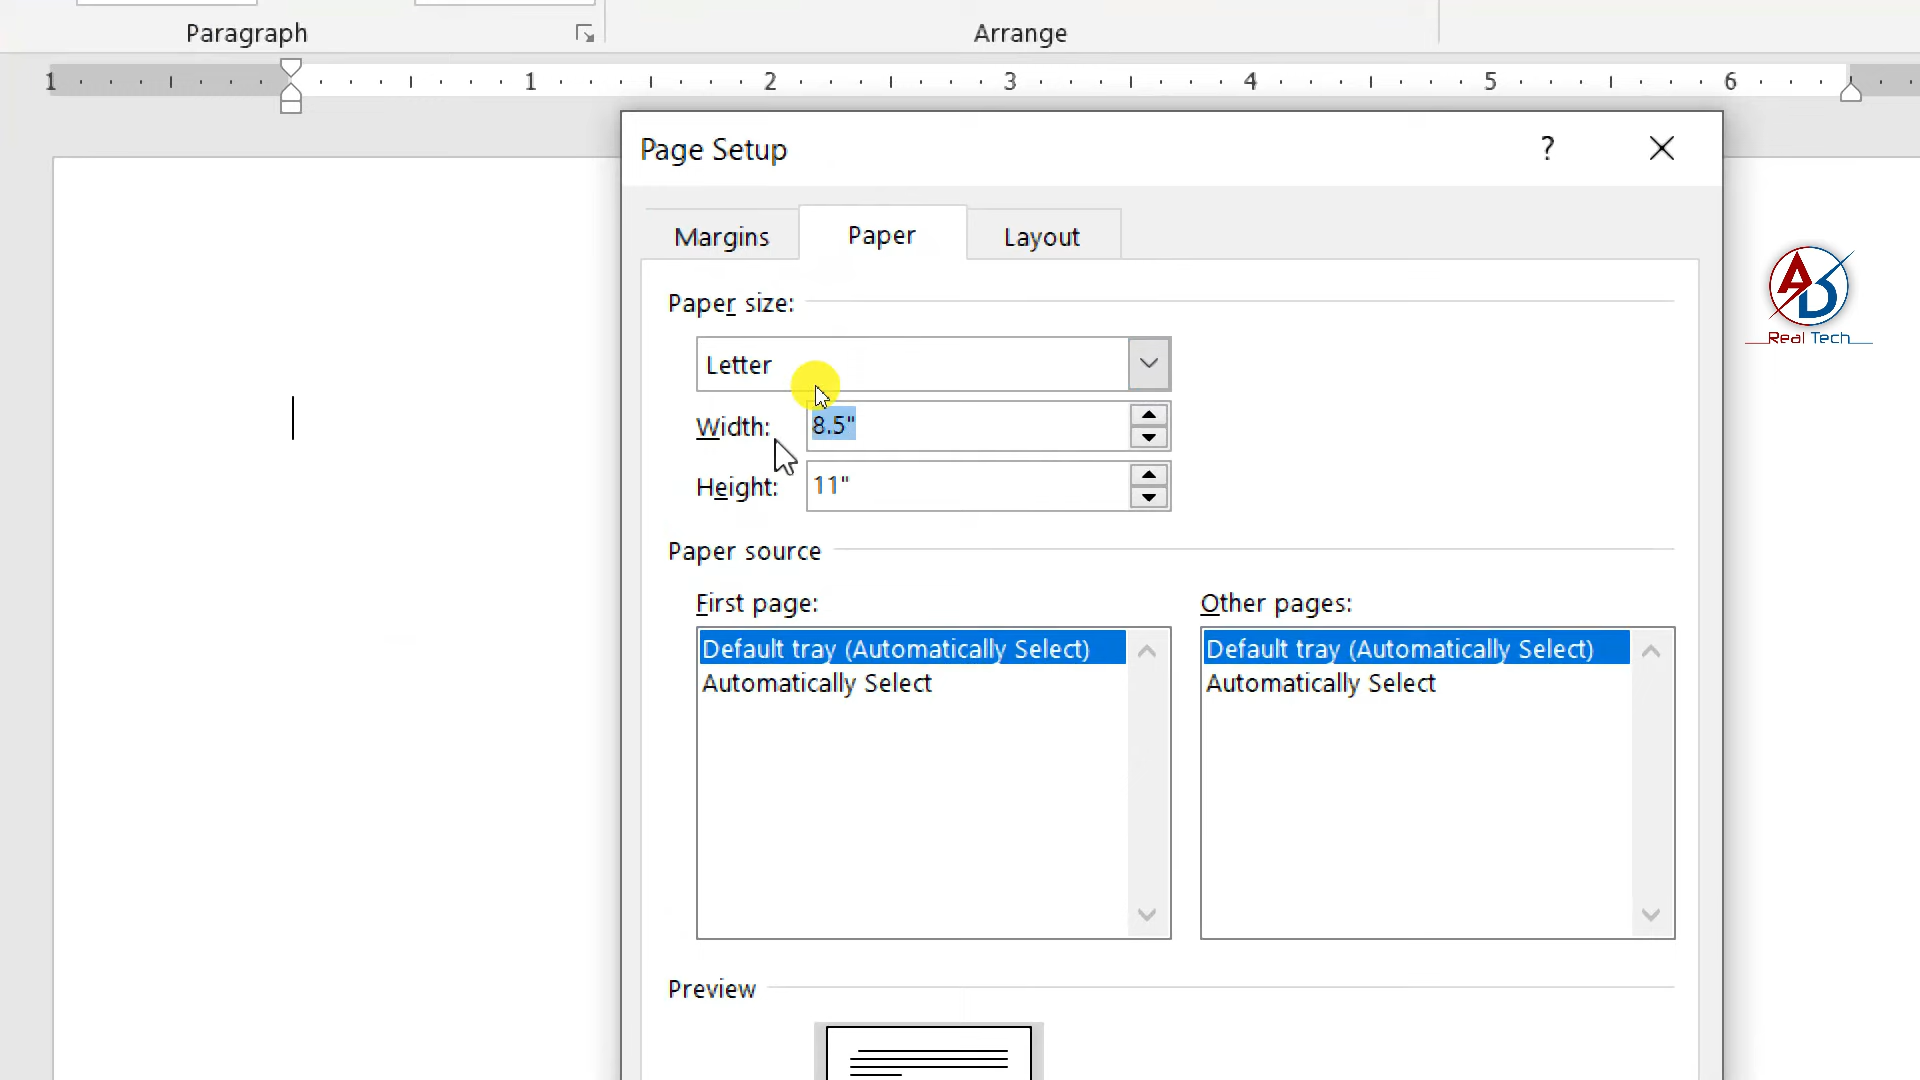 Paragraph
Arrange
1 1 2 3 4 5 6
Page Setup ?
Margins Paper Layout
Paper size:
Letter
Width: 8.5"
Height: 11"
Paper source
First page: Other pages:
Default tray (Automatically Select) Default tray (Automatically Select)
Automatically Select Automatically Select
Preview
AD
Real Tech